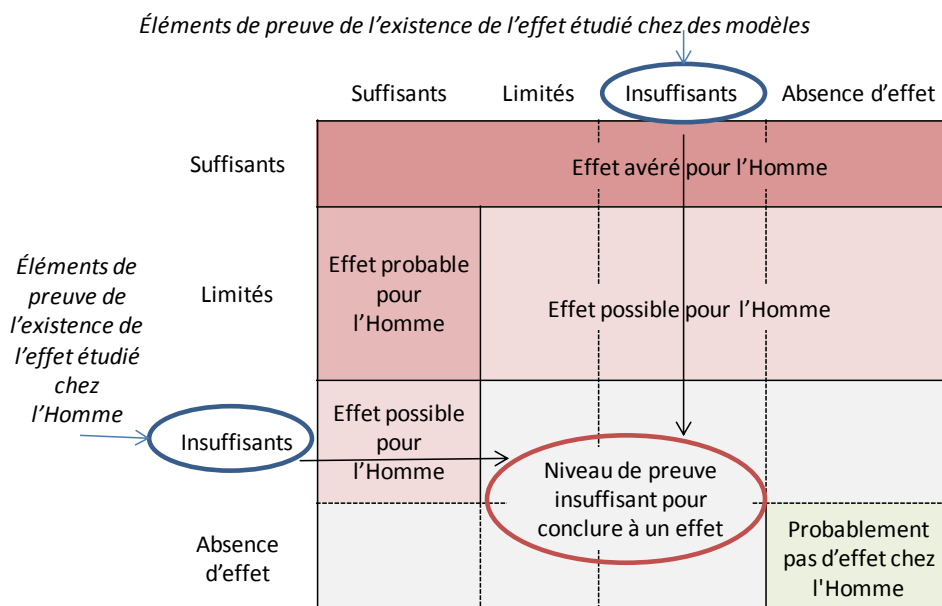 Éléments de preuve de l'existence de l'effet étudié chez des modèles
Suffisants Limités Insuffisants Absence d'effet
Suffisants
Effet avéré pour l'Homme
Éléments de
preuve de
l'existence de
l'effet étudié
chez
l'Homme
Limités
Effet probable
pour
l'Homme
Effet possible pour l'Homme
Insuffisants
Effet possible
pour
l'Homme
Niveau de preuve
insuffisant pour
conclure à un effet
Absence
d'effet
Probablement
pas d'effet chez
l'Homme